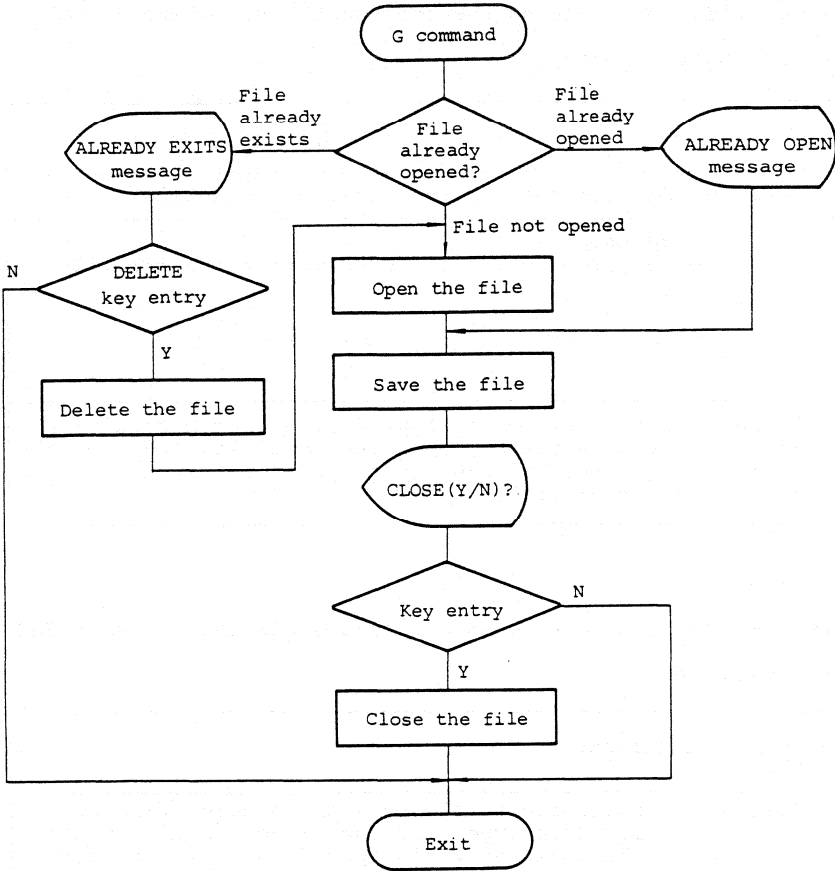 G command
File
already
exists
File
already
opened?
File
already
opened
ALREADY EXITS
message
ALREADY OPEN
message
File not opened
N
DELETE
key entry
Y
Delete the file
Open the file
Save the file
CLOSE(Y/N)?
Key entry
N
Y
Close the file
Exit